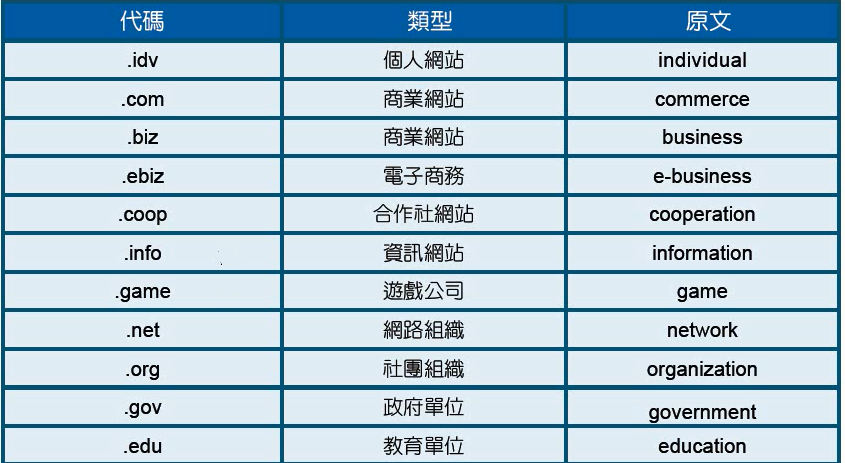 代碼 類型 原文
.idv 個人網站 individual
.com 商業網站 commerce
.biz 商業網站 business
.ebiz 電子商務 e-business
.coop 合作社網站 cooperation
.info 資訊網站 information
.game 遊戲公司 game
.net 網路組織 network
.org 社團組織 organization
.gov 政府單位 government
.edu 教育單位 education